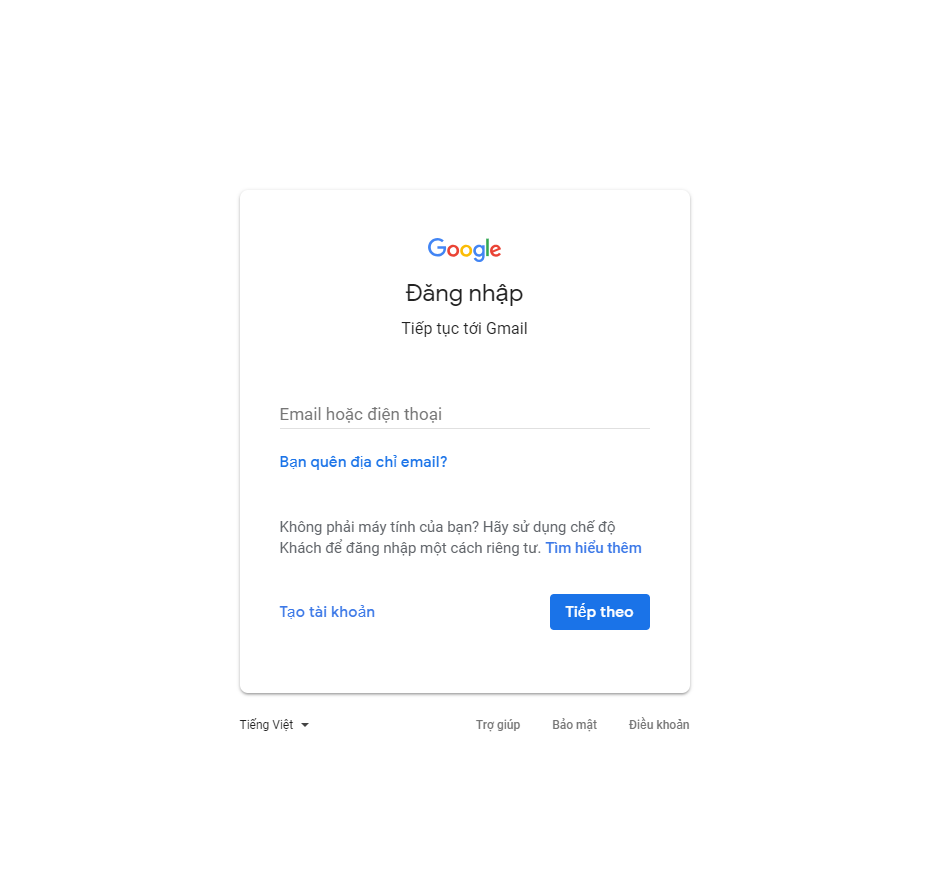 Google
Đăng nhập
Tiếp tục tới Gmail
Email hoặc điện thoại
Bạn quên địa chỉ email?
Không phải máy tính của bạn? Hãy sử dụng chế độ
Khách để đăng nhập một cách riêng tư. Tìm hiểu thêm
Tạo tài khoản
Tiếp theo
Tiếng Việt
Trợ giúp
Bảo mật
Điều khoản